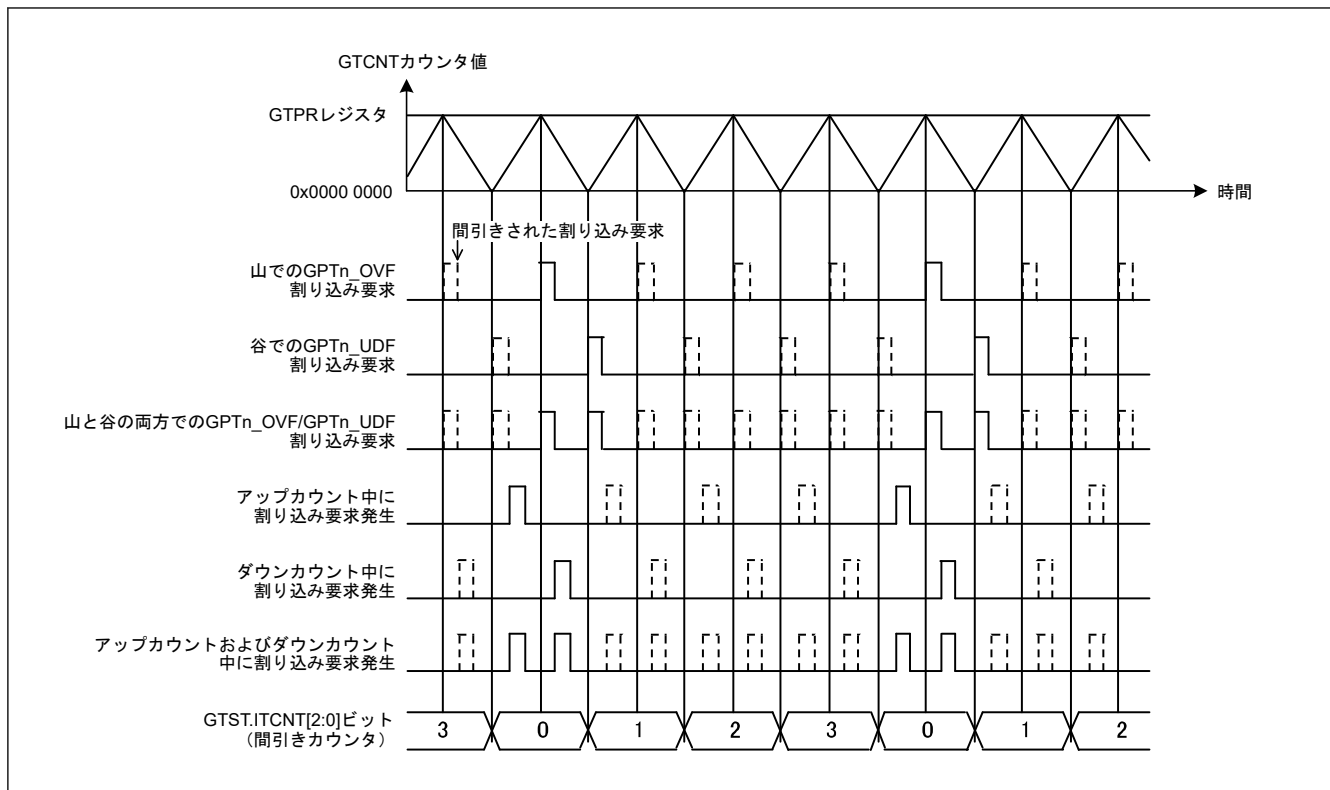 GTCNTカウンタ値
GTPRレジスタ
0x0000 0000
時間
間引きされた割り込み要求
山でのGPTn_OVF
割り込み要求
谷でのGPTn_UDF
割り込み要求
山と谷の両方でのGPTn_OVF/GPTn_UDF
割り込み要求
アップカウント中に
割り込み要求発生
ダウンカウント中に
割り込み要求発生
アップカウントおよびダウンカウント
中に割り込み要求発生
GTST.ITCNT[2:0]ビット
（間引きカウンタ）
3 0 1 2 3 0 1 2